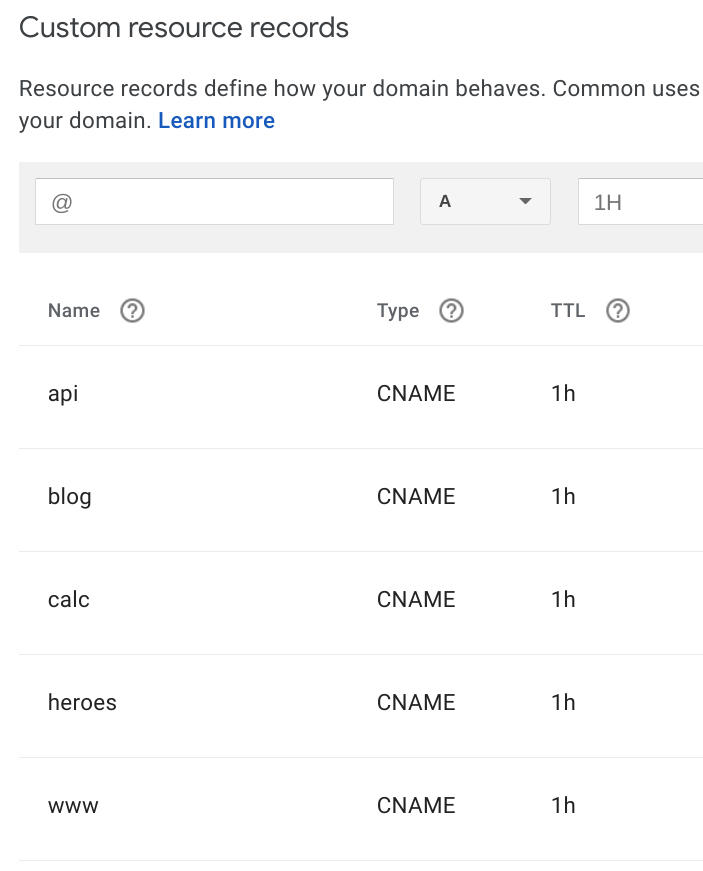 Custom resource records
Resource records define how your domain behaves. Common uses
your domain. Learn more
@ A 1H
Name ? Type ? TTL ?
api CNAME 1h
blog CNAME 1h
calc CNAME 1h
heroes CNAME 1h
www CNAME 1h